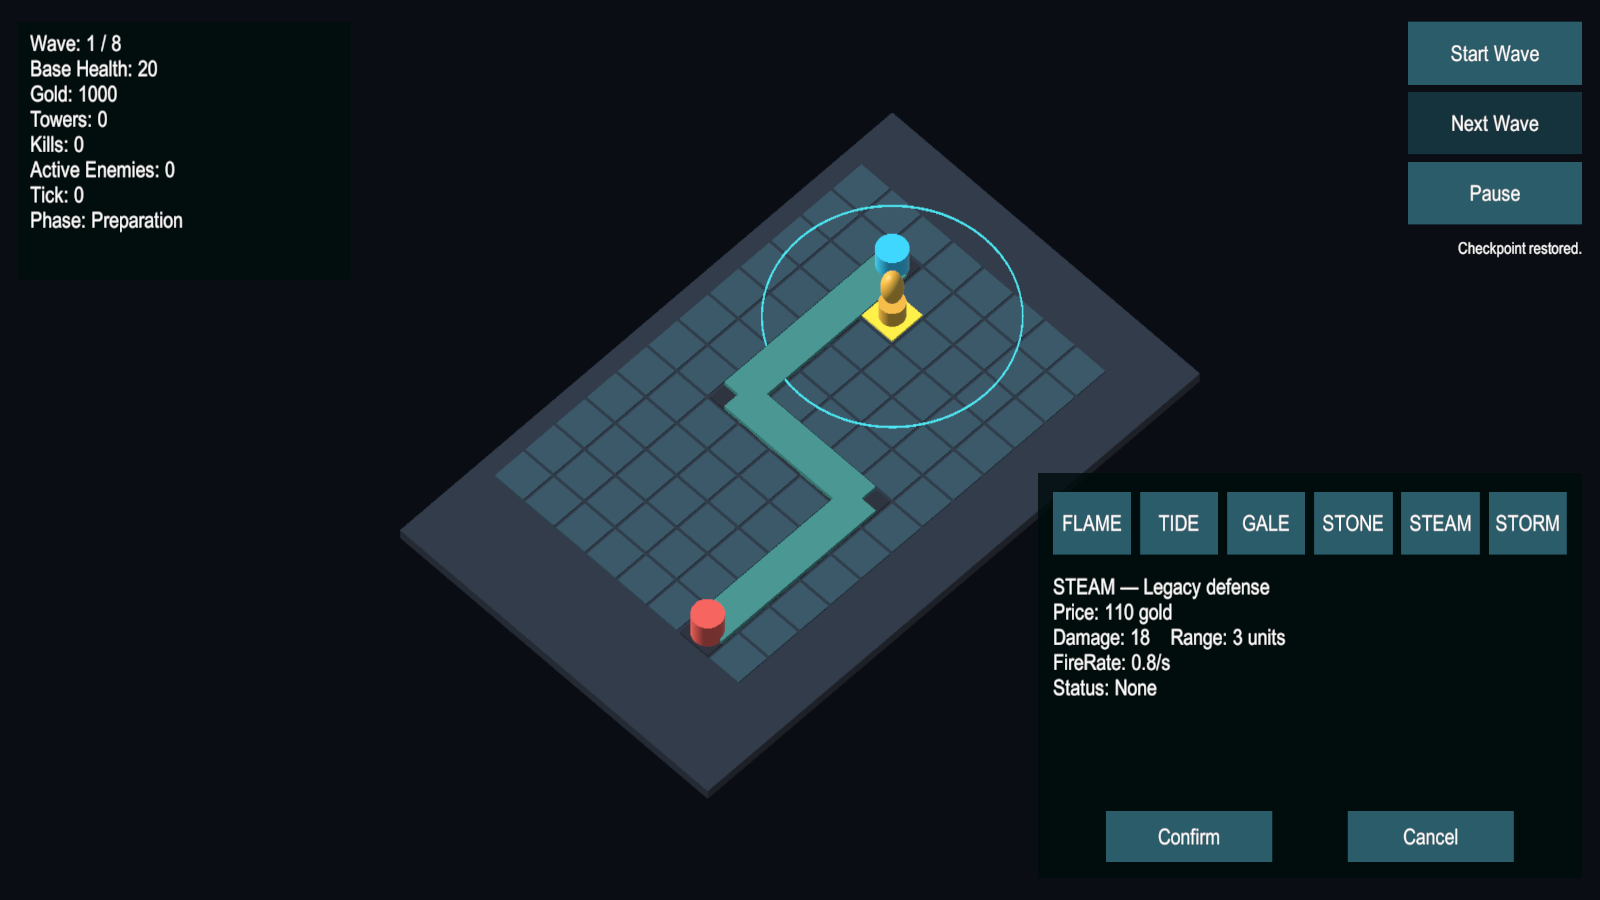 Wave: 1 / 8
Base Health: 20
Gold: 1000
Towers: 0
Kills: 0
Active Enemies: 0
Tick: 0
Phase: Preparation
Start Wave
Next Wave
Pause
Checkpoint restored.
FLAME TIDE GALE STONE STEAM STORM
STEAM — Legacy defense
Price: 110 gold
Damage: 18 Range: 3 units
FireRate: 0.8/s
Status: None
Confirm Cancel